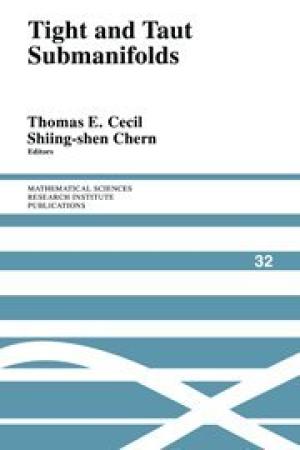 Tight and Taut
Submanifolds
Thomas E. Cecil
Shiing-shen Chern
Editors
MATHEMATICAL SCIENCES
RESEARCH INSTITUTE
PUBLICATIONS
32